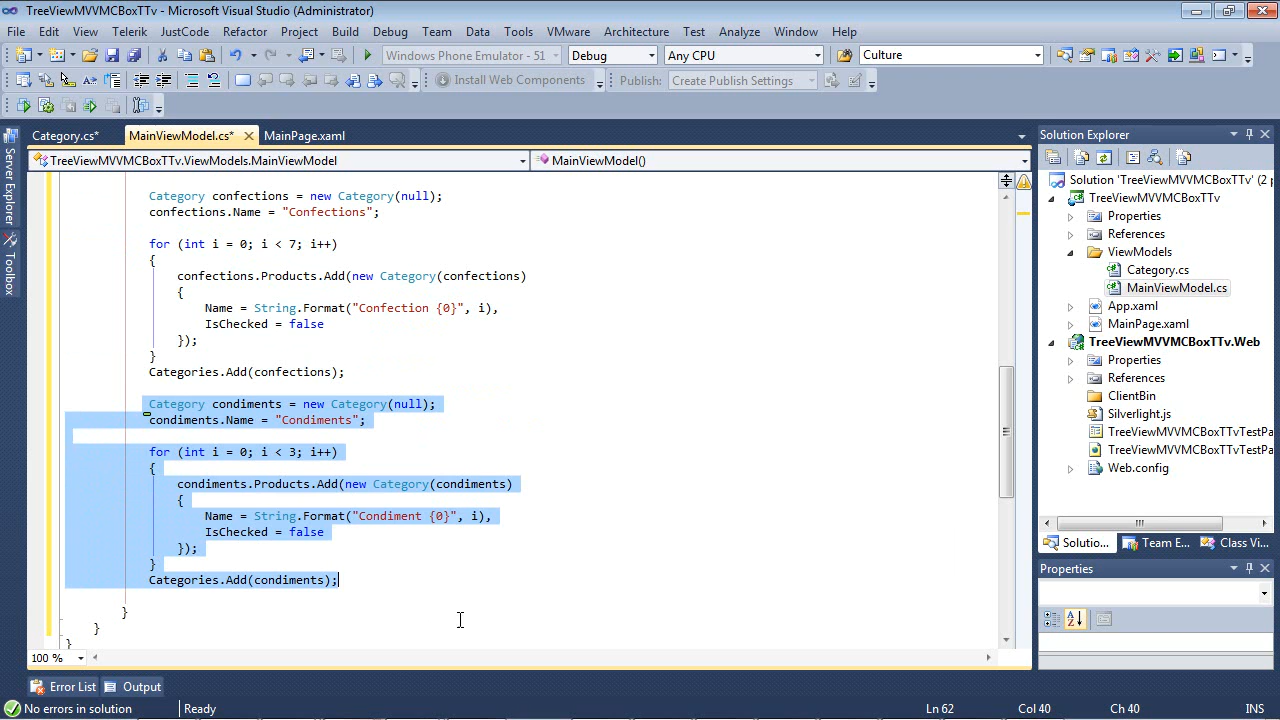 TreeViewMVVMCBoxTTv - Microsoft Visual Studio (Administrator)
File Edit View Telerik JustCode Refactor Project Build Debug Team Data Tools VMware Architecture Test Analyze Window Help
Windows Phone Emulator - 51 Debug Any CPU Culture
Install Web Components Publish: Create Publish Settings
Category.cs* MainViewModel.cs* MainPage.xaml
TreeViewMVVMCBoxTTv.ViewModels.MainViewModel MainViewModel()
Category confections = new Category(null);
confections.Name = "Confections";
for (int i = 0; i < 7; i++)
{
confections.Products.Add(new Category(confections)
{
Name = String.Format("Confection {0}", i),
IsChecked = false
});
}
Categories.Add(confections);
Category condiments = new Category(null);
condiments.Name = "Condiments";
for (int i = 0; i < 3; i++)
{
condiments.Products.Add(new Category(condiments)
{
Name = String.Format("Condiment {0}", i),
IsChecked = false
});
}
Categories.Add(condiments);
}
}
}
100 %
Server Explorer
Toolbox
Solution Explorer
Solution 'TreeViewMVVMCBoxTTv' (2 p
TreeViewMVVMCBoxTTv
Properties
References
ViewModels
Category.cs
MainViewModel.cs
App.xaml
MainPage.xaml
TreeViewMVVMCBoxTTv.Web
Properties
References
ClientBin
Silverlight.js
TreeViewMVVMCBoxTTvTestPa
TreeViewMVVMCBoxTTvTestPa
Web.config
Solutio... Team E... Class Vi...
Properties
Error List Output
No errors in solution Ready Ln 62 Col 40 Ch 40 INS